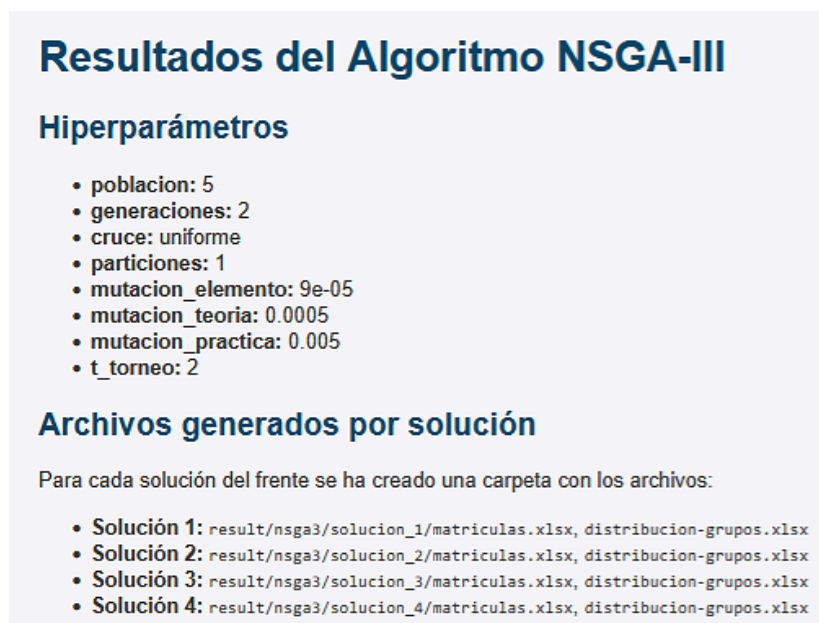 Resultados del Algoritmo NSGA-III
Hiperparámetros
• poblacion: 5
• generaciones: 2
• cruce: uniforme
• particiones: 1
• mutacion_elemento: 9e-05
• mutacion_teoria: 0.0005
• mutacion_practica: 0.005
• t_torneo: 2
Archivos generados por solución
Para cada solución del frente se ha creado una carpeta con los archivos:
• Solución 1: result/nsga3/solucion_1/matriculas.xlsx, distribucion-grupos.xlsx
• Solución 2: result/nsga3/solucion_2/matriculas.xlsx, distribucion-grupos.xlsx
• Solución 3: result/nsga3/solucion_3/matriculas.xlsx, distribucion-grupos.xlsx
• Solución 4: result/nsga3/solucion_4/matriculas.xlsx, distribucion-grupos.xlsx